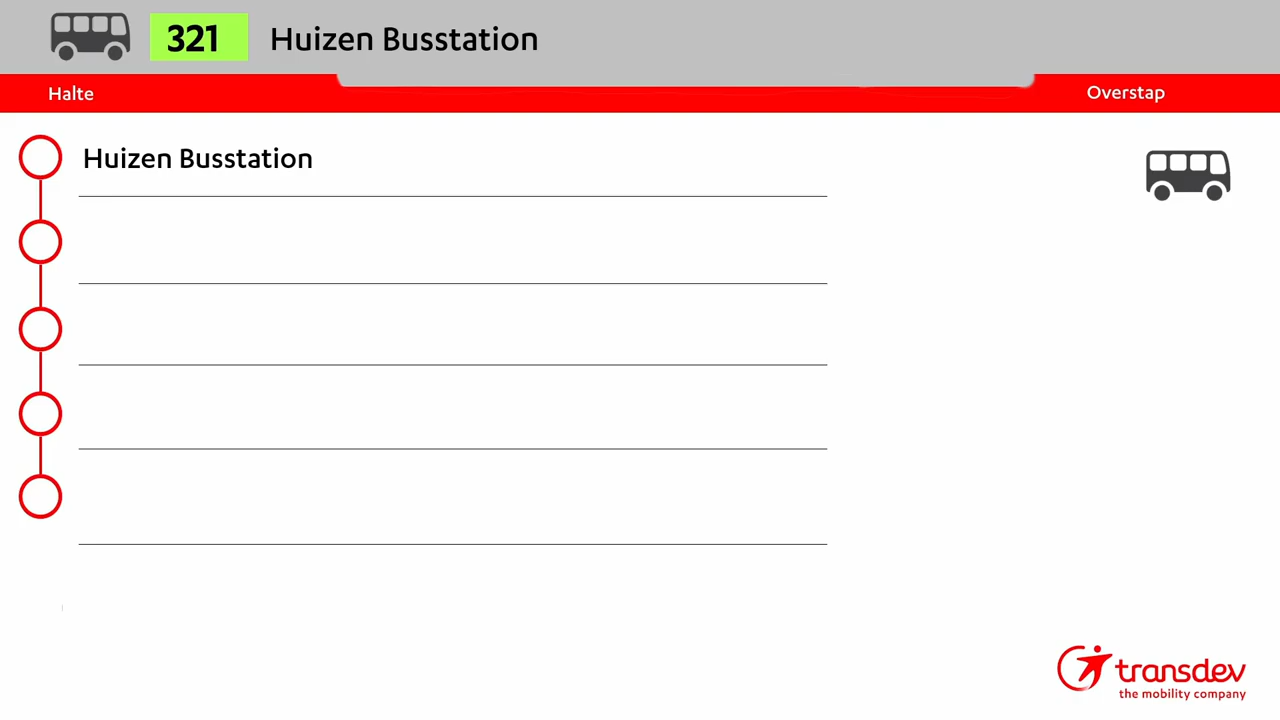 321 Huizen Busstation
Halte Overstap
Huizen Busstation
transdev
the mobility company